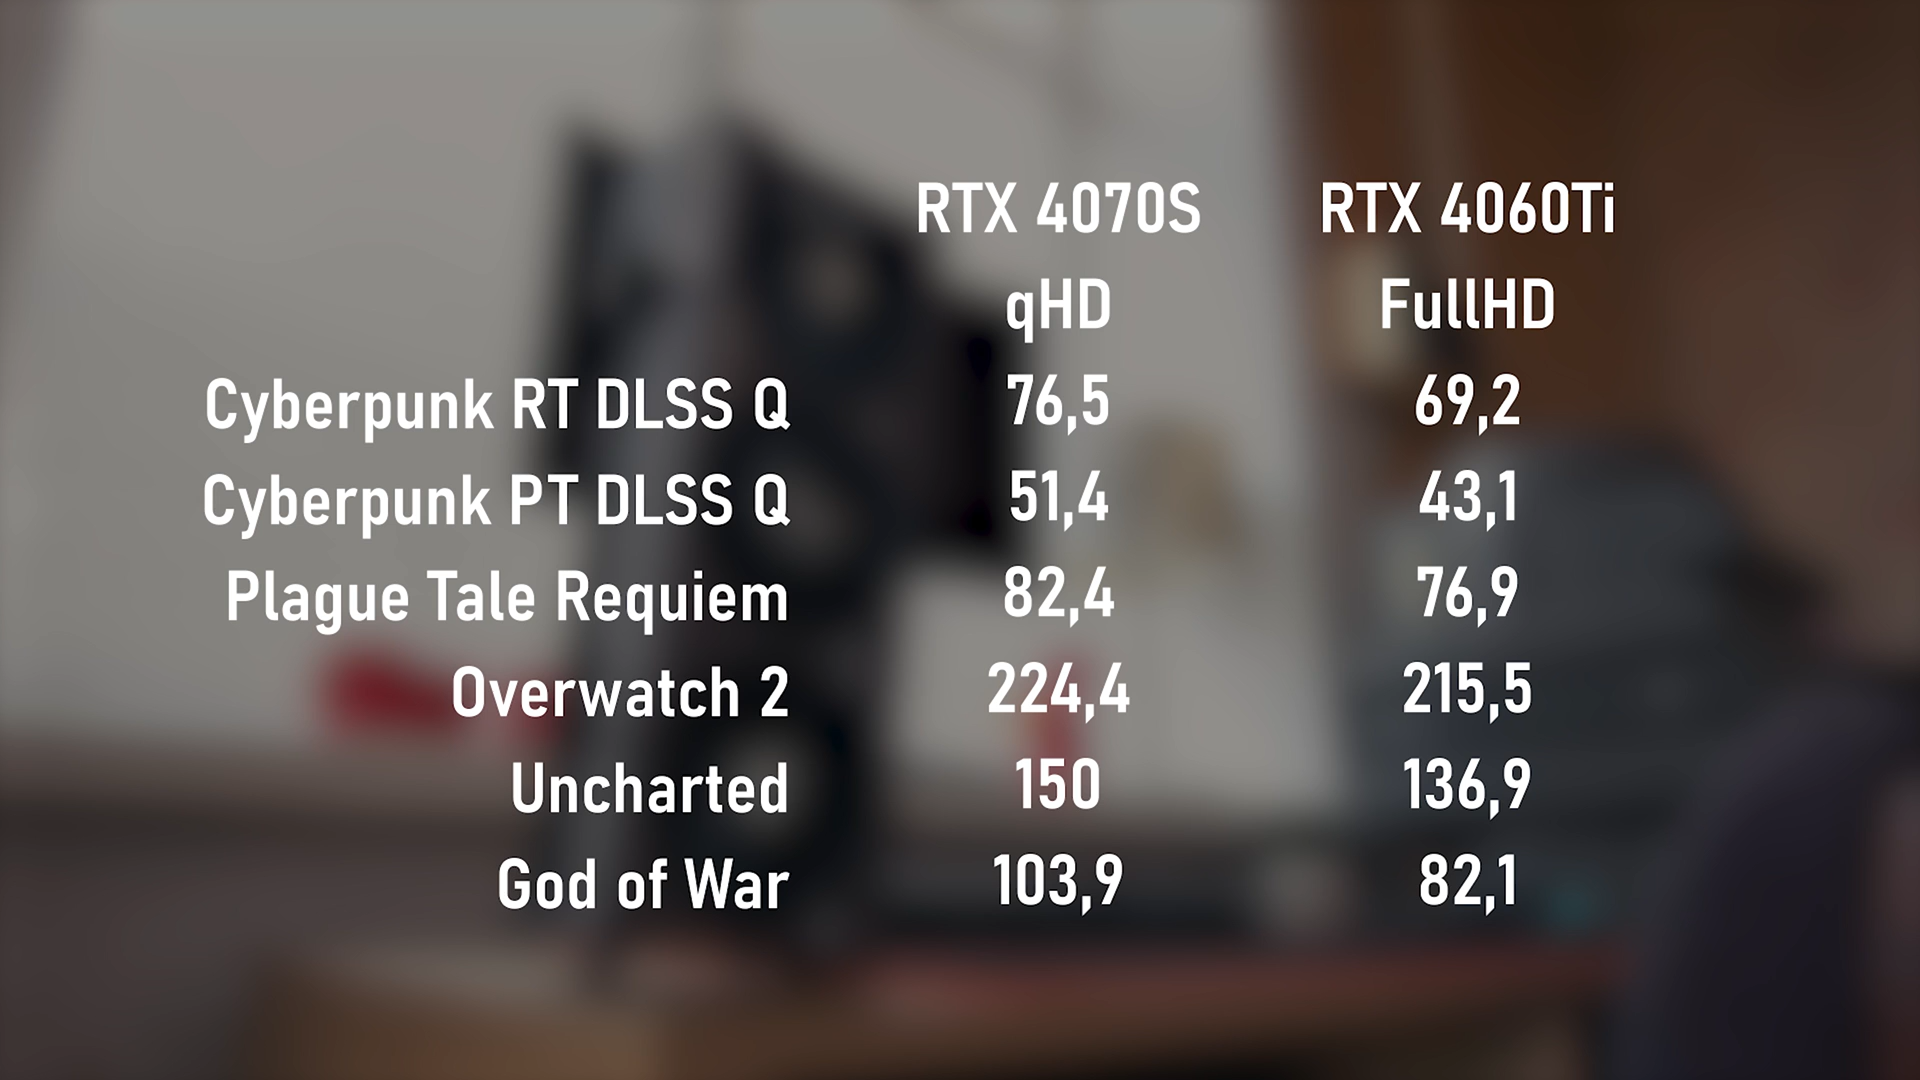 RTX 4070S RTX 4060Ti
qHD FullHD
Cyberpunk RT DLSS Q 76,5 69,2
Cyberpunk PT DLSS Q 51,4 43,1
Plague Tale Requiem 82,4 76,9
Overwatch 2 224,4 215,5
Uncharted 150 136,9
God of War 103,9 82,1